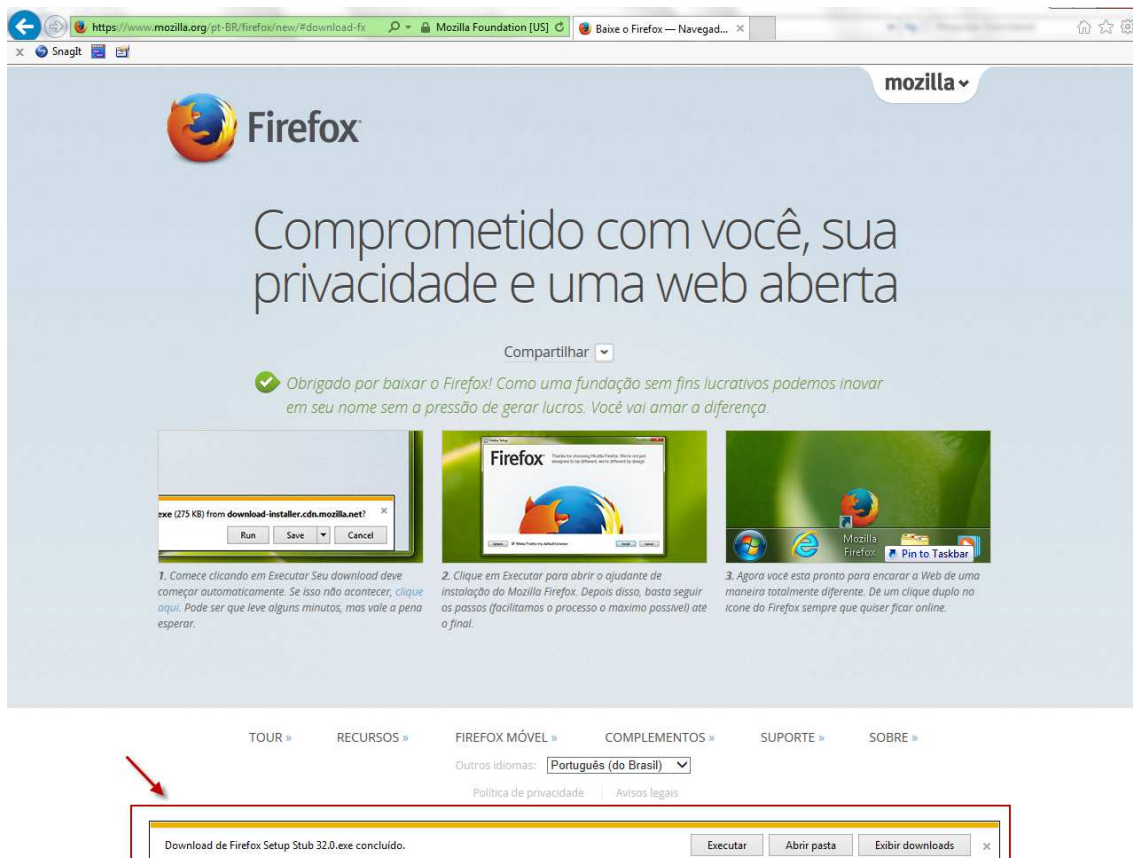 https://www.mozilla.org/pt-BR/firefox/new/#download-fx
Mozilla Foundation [US]
Baixe o Firefox — Navegad...
x SnagIt
mozilla
Firefox
Comprometido com você, sua
privacidade e uma web aberta
Compartilhar
Obrigado por baixar o Firefox! Como uma fundação sem fins lucrativos podemos inovar
em seu nome sem a pressão de gerar lucros. Você vai amar a diferença.
exe (275 KB) from download-installer.cdn.mozilla.net?
Run Save Cancel
Firefox
Mozilla
Firefox
Pin to Taskbar
1. Comece clicando em Executar Seu download deve
começar automaticamente. Se isso não acontecer, clique
aqui. Pode ser que leve alguns minutos, mas vale a pena
esperar.
2. Clique em Executar para abrir o ajudante de
instalação do Mozilla Firefox. Depois disso, basta seguir
os passos (facilitamos o processo o máximo possível) até
o final.
3. Agora você está pronto para encarar a Web de uma
maneira totalmente diferente. Dê um clique duplo no
ícone do Firefox sempre que quiser ficar online.
TOUR » RECURSOS » FIREFOX MÓVEL » COMPLEMENTOS » SUPORTE » SOBRE »
Outros idiomas: Português (do Brasil)
Política de privacidade Avisos legais
Download de Firefox Setup Stub 32.0.exe concluído.
Executar Abrir pasta Exibir downloads